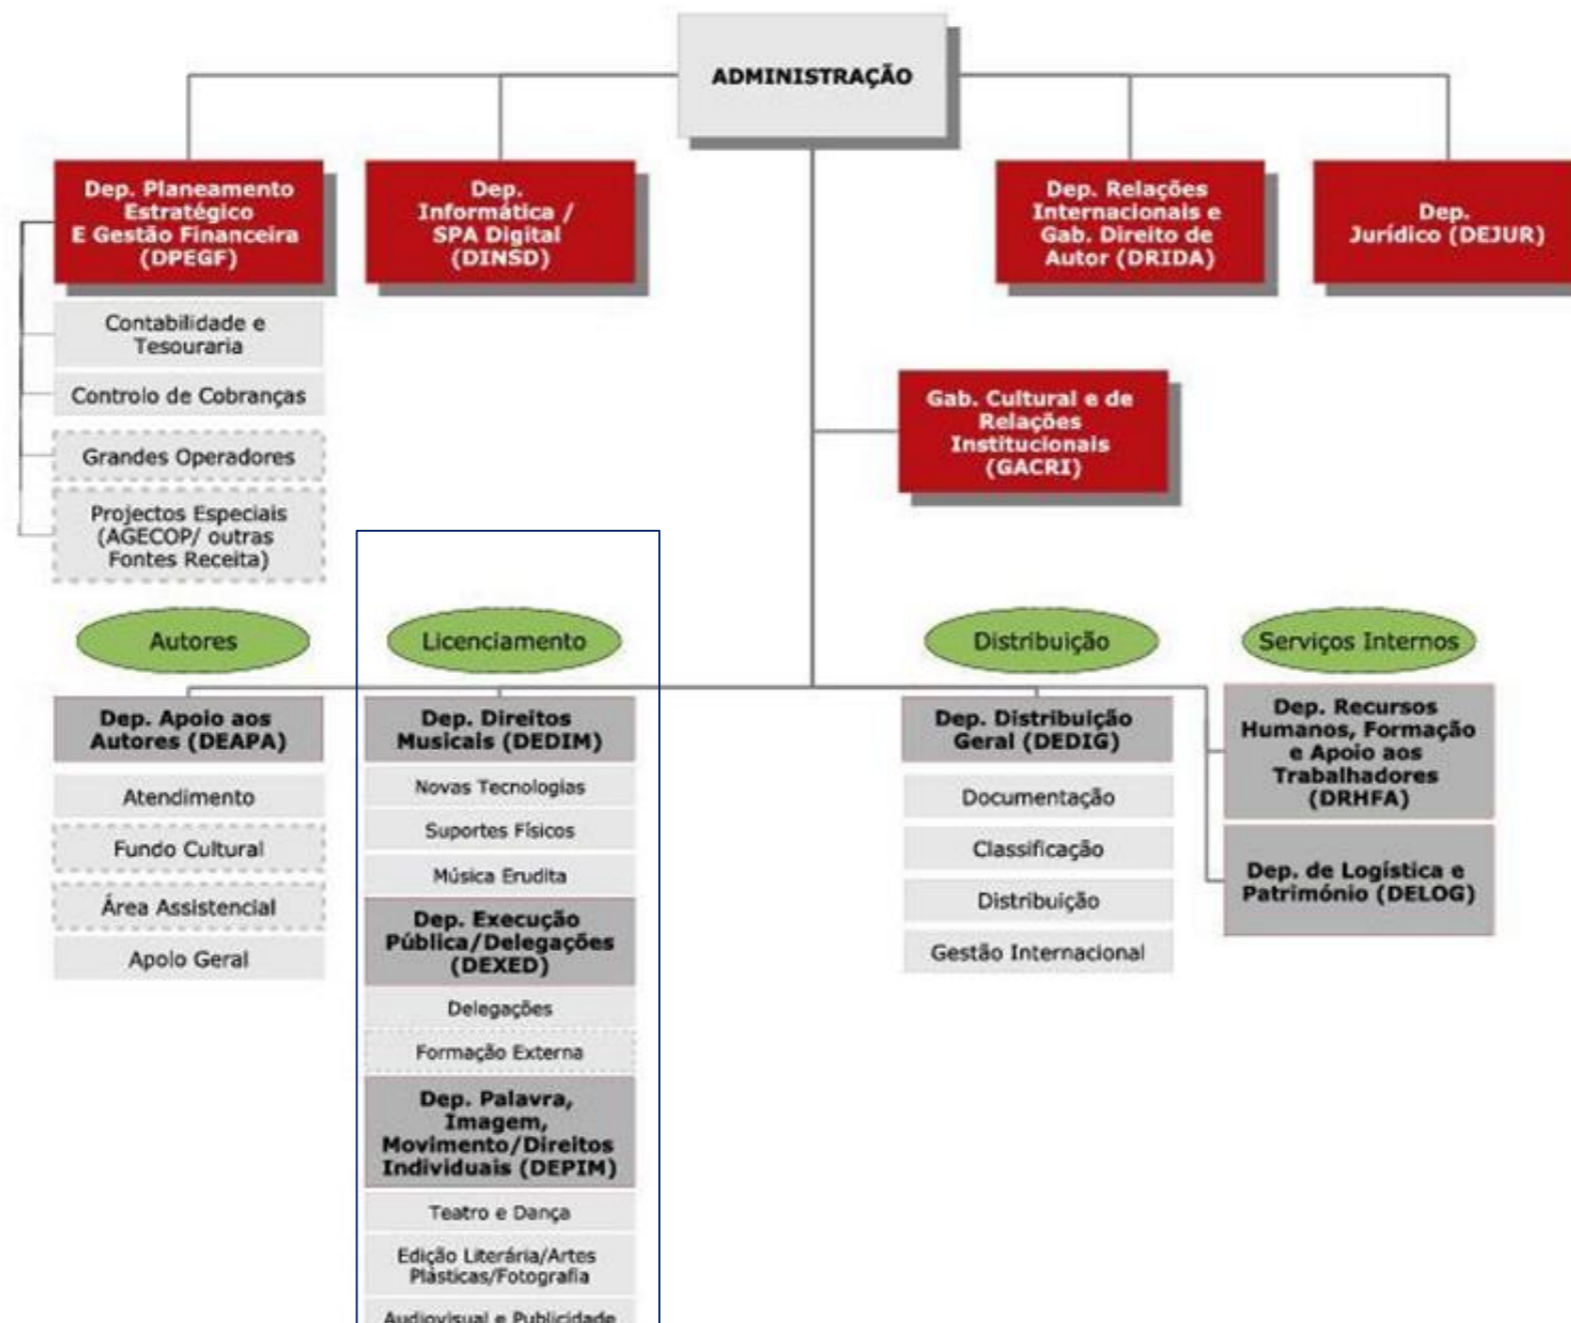 ADMINISTRAÇÃO
Dep. Planeamento
Estratégico
E Gestão Financeira
(DPEGF)
Dep.
Informática /
SPA Digital
(DINSD)
Dep. Relações
Internacionais e
Gab. Direito de
Autor (DRIDA)
Dep.
Jurídico (DEJUR)
Contabilidade e
Tesouraria
Controlo de Cobranças
Grandes Operadores
Projectos Especiais
(AGECOP/ outras
Fontes Receita)
Gab. Cultural e de
Relações
Institucionais
(GACRI)
Autores
Licenciamento
Distribuição
Serviços Internos
Dep. Apoio aos
Autores (DEAPA)
Atendimento
Fundo Cultural
Área Assistencial
Apoio Geral
Dep. Direitos
Musicais (DEDIM)
Novas Tecnologias
Suportes Físicos
Música Erudita
Dep. Execução
Pública/Delegações
(DEXED)
Delegações
Formação Externa
Dep. Palavra,
Imagem,
Movimento/Direitos
Individuais (DEPIM)
Teatro e Dança
Edição Literária/Artes
Plásticas/Fotografia
Audiovisual e Publicidade
Dep. Distribuição
Geral (DEDIG)
Documentação
Classificação
Distribuição
Gestão Internacional
Dep. Recursos
Humanos, Formação
e Apoio aos
Trabalhadores
(DRHFA)
Dep. de Logística e
Património (DELOG)